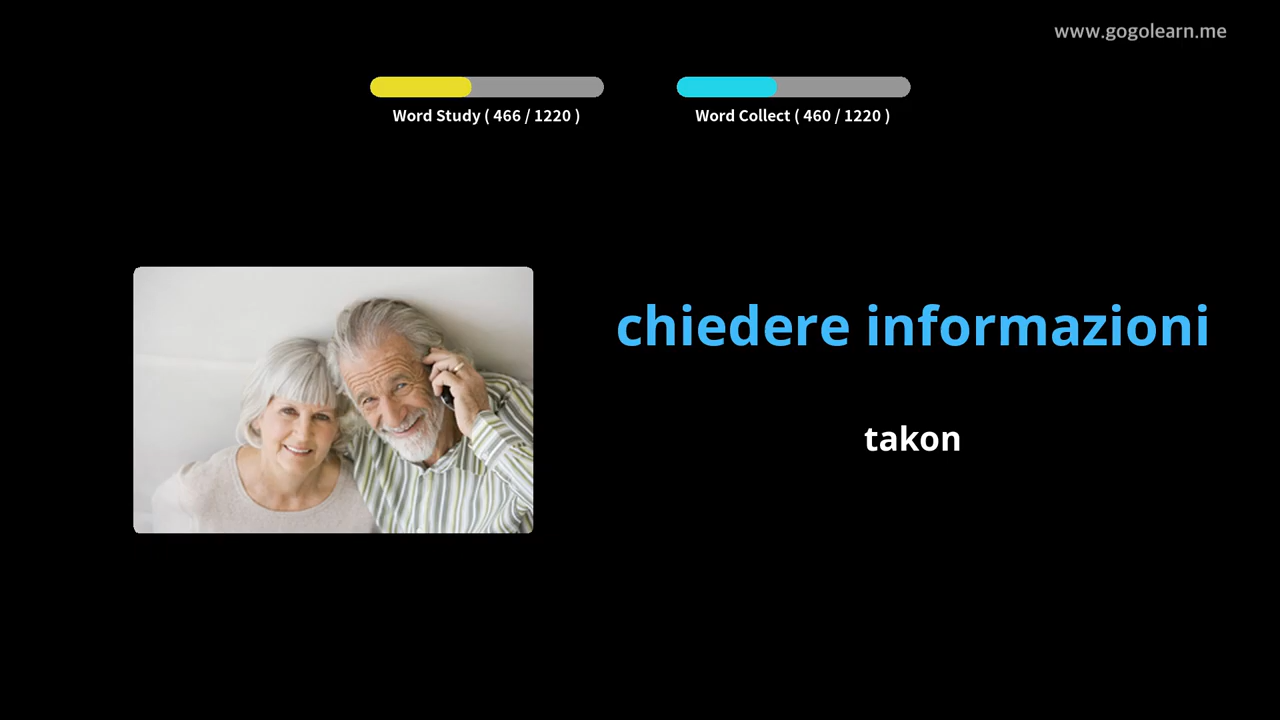 www.gogolearn.me
Word Study ( 466 / 1220 )
Word Collect ( 460 / 1220 )
chiedere informazioni
takon